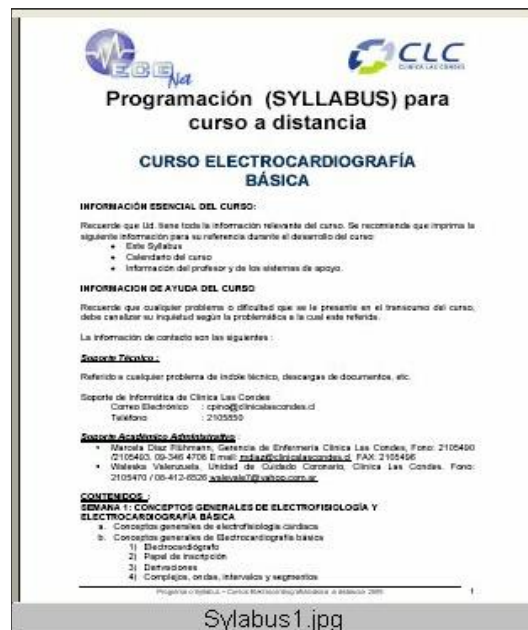 ECG Net
CLC
CLINICA LAS CONDES
Programación (SYLLABUS) para
curso a distancia
CURSO ELECTROCARDIOGRAFÍA
BÁSICA
INFORMACIÓN ESENCIAL DEL CURSO:
Recuerde que Ud. tiene toda la información relevante del curso. Se recomienda que imprima la
siguiente información para su referencia durante el desarrollo del curso:
• Este Syllabus
• Calendario del curso
• Información del profesor y de los sistemas de apoyo.
INFORMACION DE AYUDA DEL CURSO
Recuerde que cualquier problema o dificultad que se le presente en el transcurso del curso,
debe canalizar su inquietud según la problemática a la cual este referida.
La información de contacto son las siguientes :
Soporte Técnico :
Referido a cualquier problema de índole técnico, descargas de documentos, etc.
Soporte de Informática de Clínica Las Condes
Correo Electrónico : cpino@clinicalascondes.cl
Teléfono : 2105850
Soporte Académico Administrativo :
• Marcela Díaz, Gerencia de Enfermería Clínica Las Condes, Fono: 2105490
/2105493, 09-346 4706 E mail: mdiaz@clinicalascondes.cl FAX: 2105496
• Waleska Valenzuela, Unidad de Cuidado Coronario, Clínica Las Condes. Fono:
2105470 / 08-412-6526 walevale7@yahoo.com.ar
CONTENIDOS :
SEMANA 1: CONCEPTOS GENERALES DE ELECTROFISIOLOGÍA Y
ELECTROCARDIOGRAFÍA BÁSICA
a. Conceptos generales de electrofisiología cardiaca
b. Conceptos generales de Electrocardiografía básica
1) Electrocardiógrafo
2) Papel de inscripción
3) Derivaciones
4) Complejos, ondas, intervalos y segmentos
1
Sylabus1.jpg